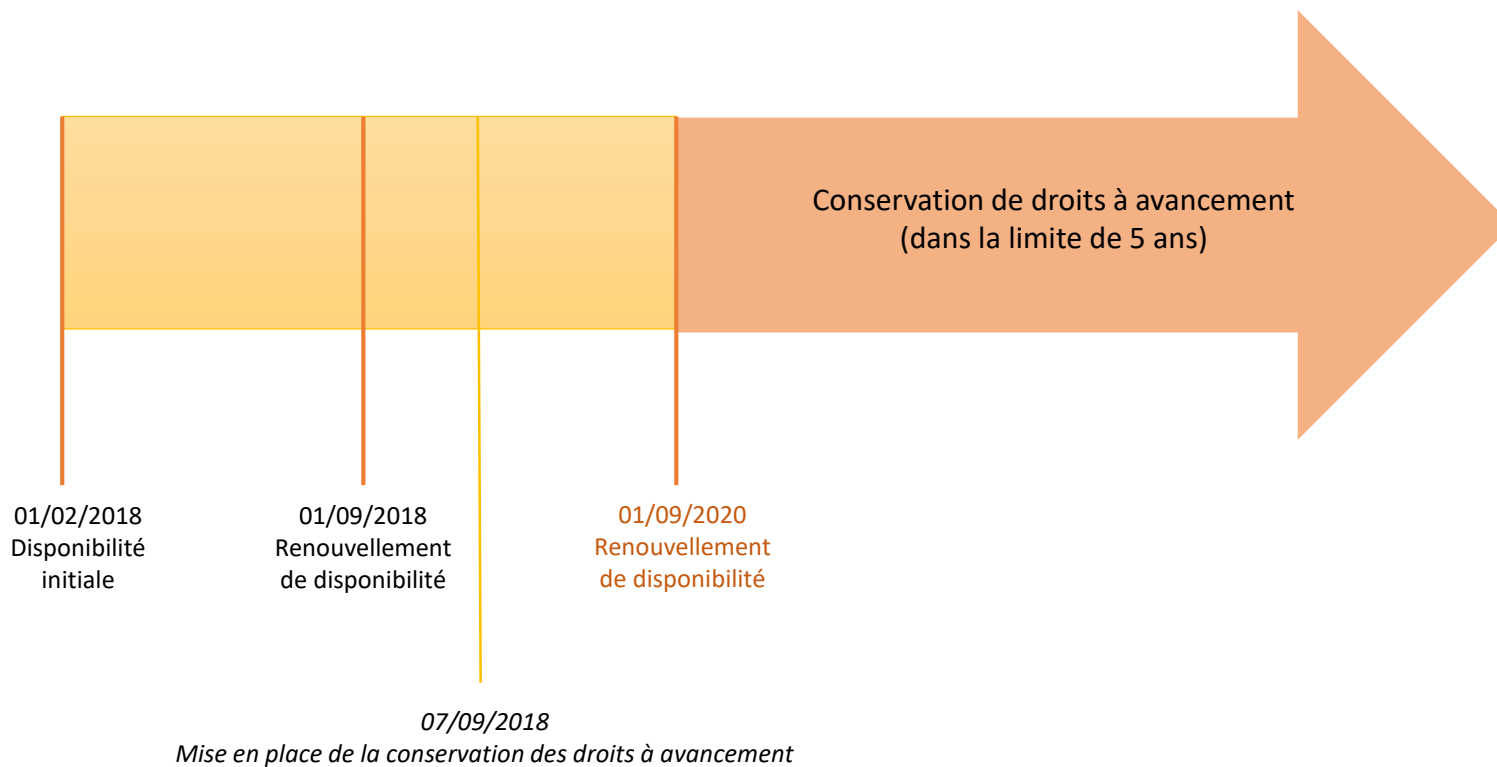 Conservation de droits à avancement
(dans la limite de 5 ans)
01/02/2018
Disponibilité
initiale
01/09/2018
Renouvellement
de disponibilité
01/09/2020
Renouvellement
de disponibilité
07/09/2018
Mise en place de la conservation des droits à avancement